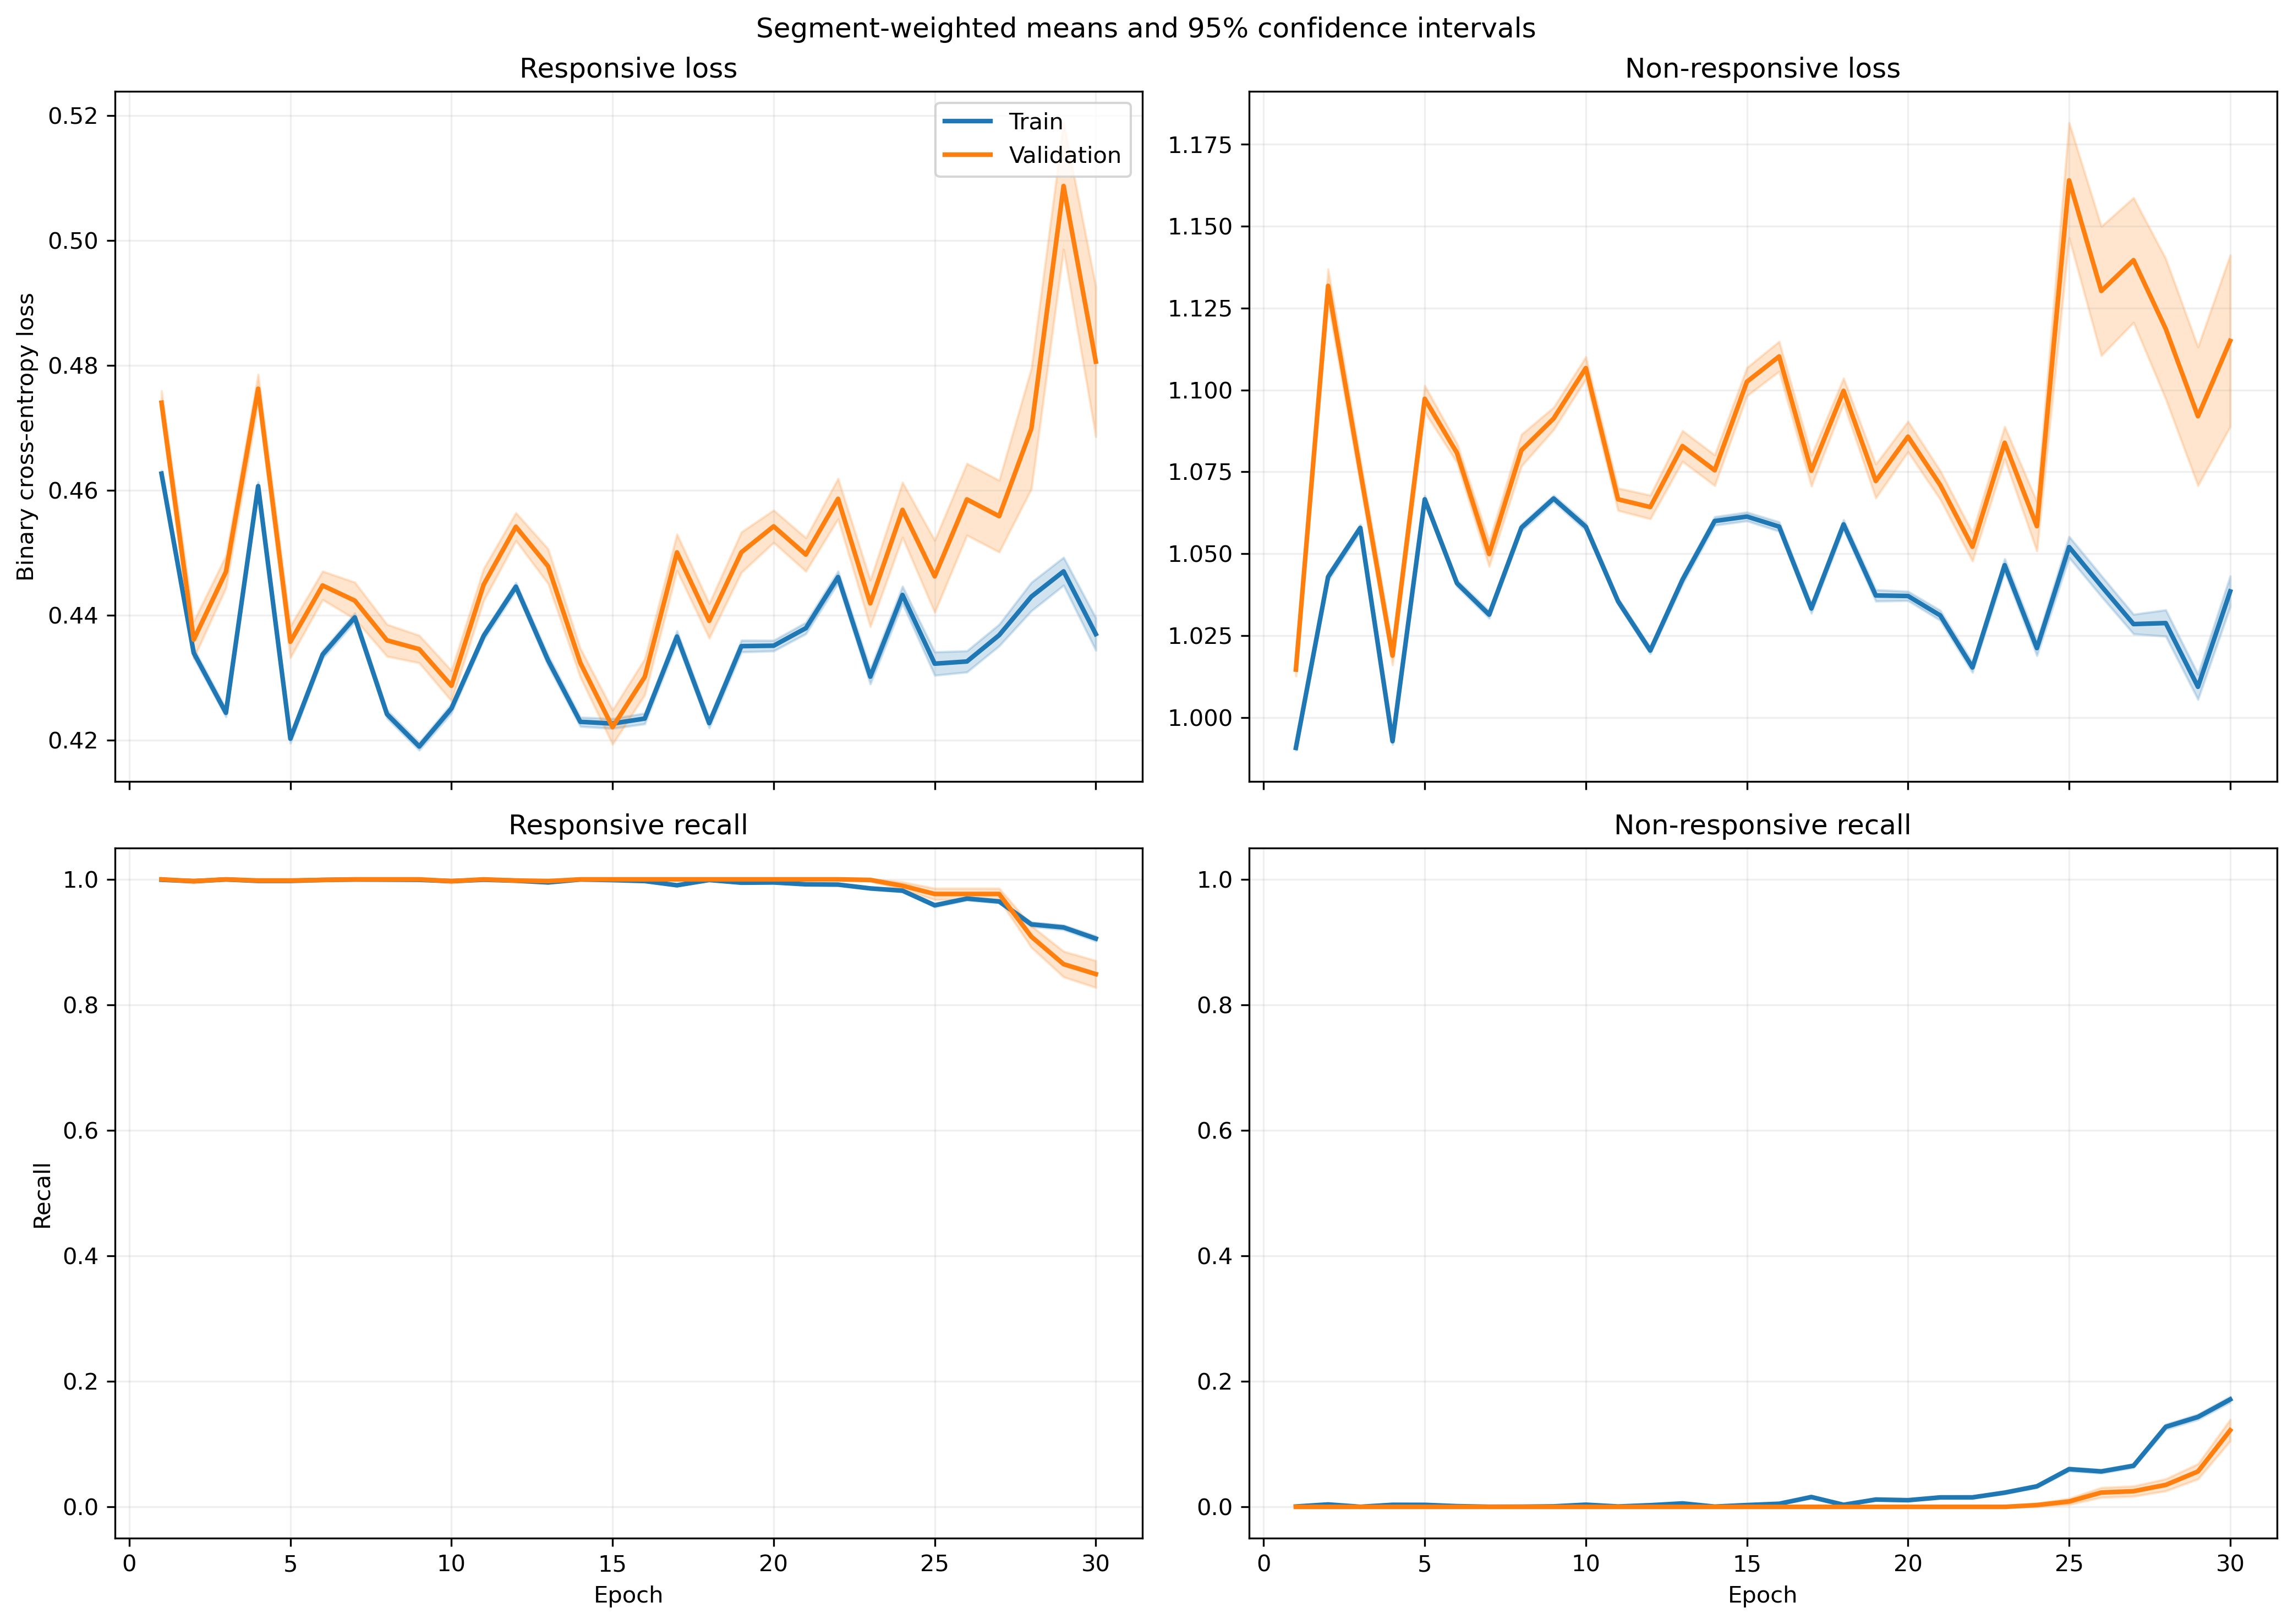 Segment-weighted means and 95% confidence intervals
Responsive loss
Non-responsive loss
Binary cross-entropy loss
0.52
0.50
0.48
0.46
0.44
0.42
Train
Validation
1.175
1.150
1.125
1.100
1.075
1.050
1.025
1.000
Responsive recall
Non-responsive recall
Recall
1.0
0.8
0.6
0.4
0.2
0.0
0 5 10 15 20 25 30
Epoch
1.0
0.8
0.6
0.4
0.2
0.0
0 5 10 15 20 25 30
Epoch